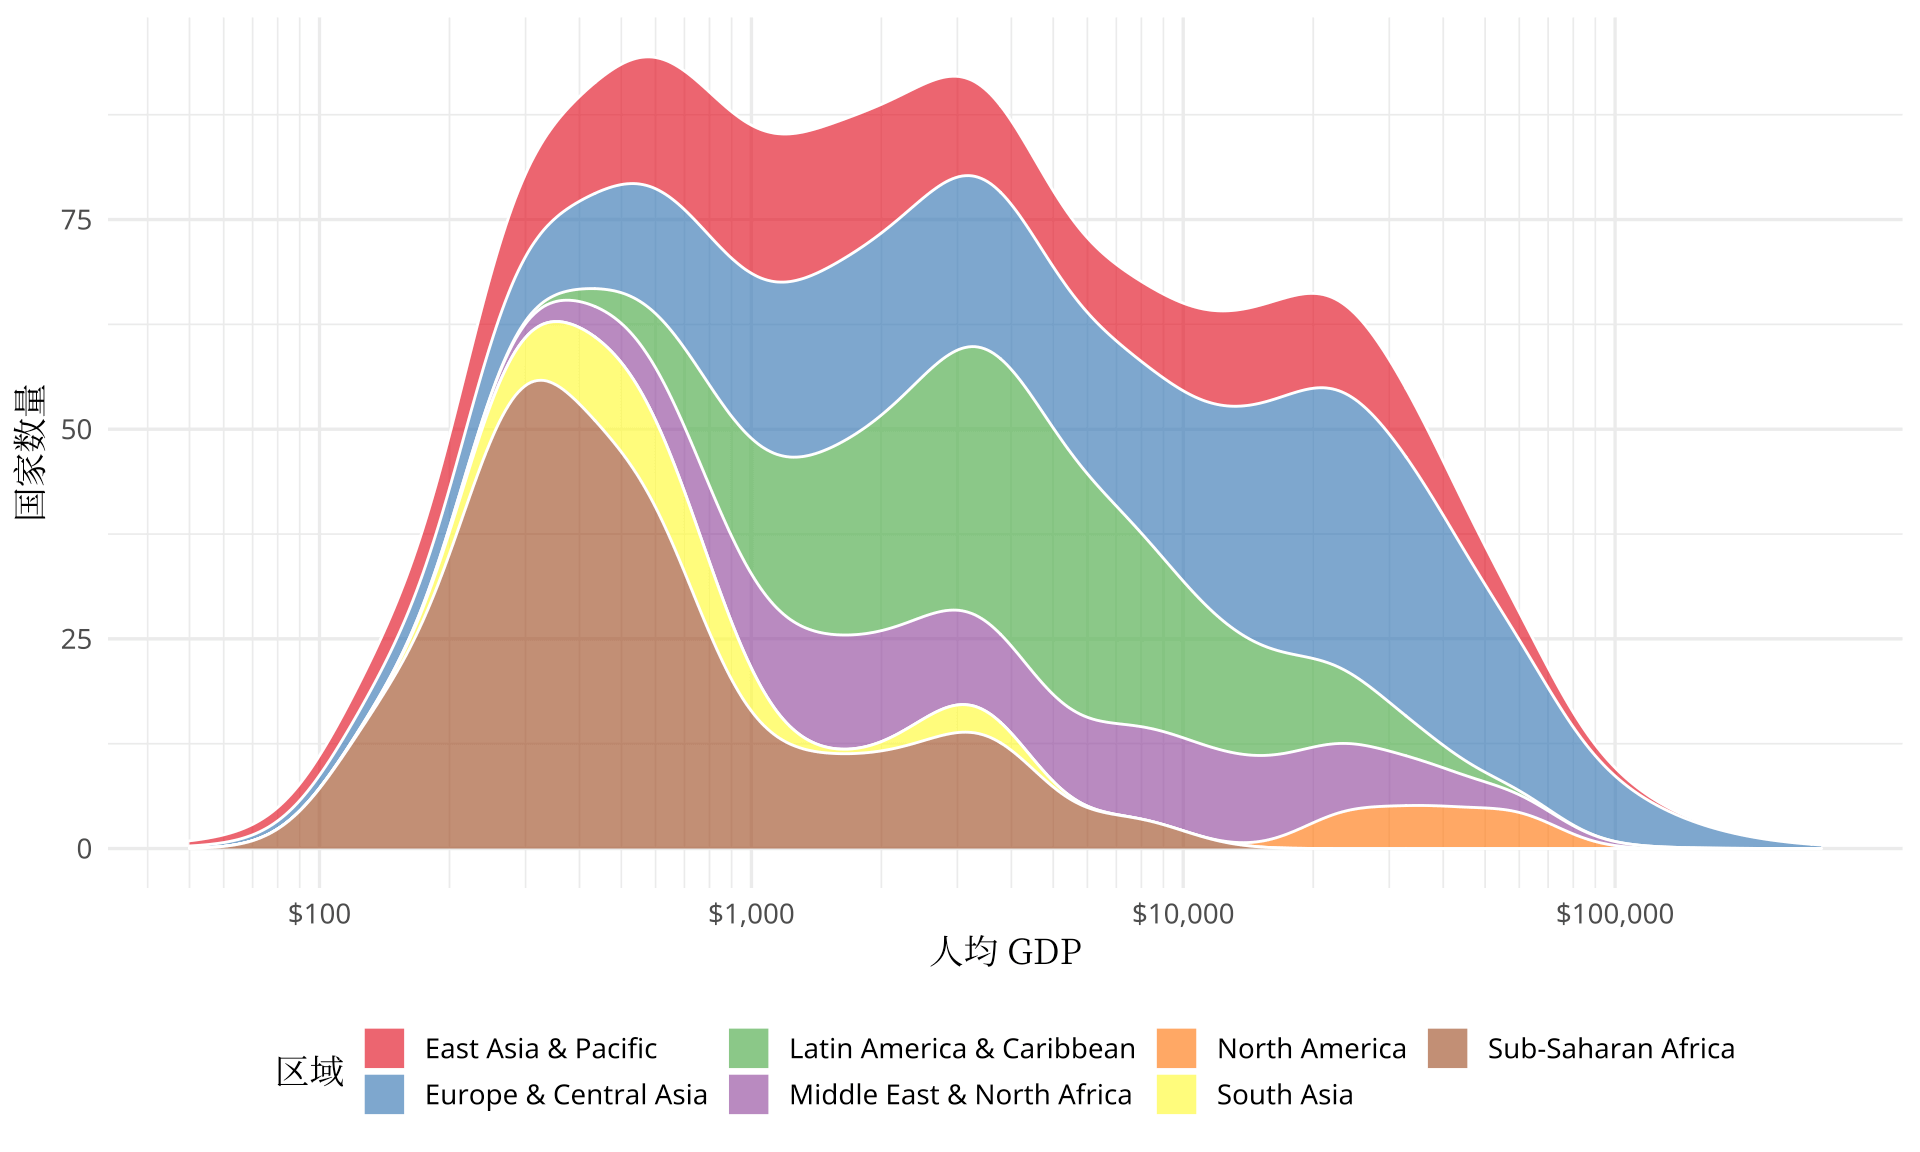 国家数量
75
50
25
0
$100 $1,000 $10,000 $100,000
人均 GDP
区域
East Asia & Pacific Latin America & Caribbean North America Sub-Saharan Africa
Europe & Central Asia Middle East & North Africa South Asia